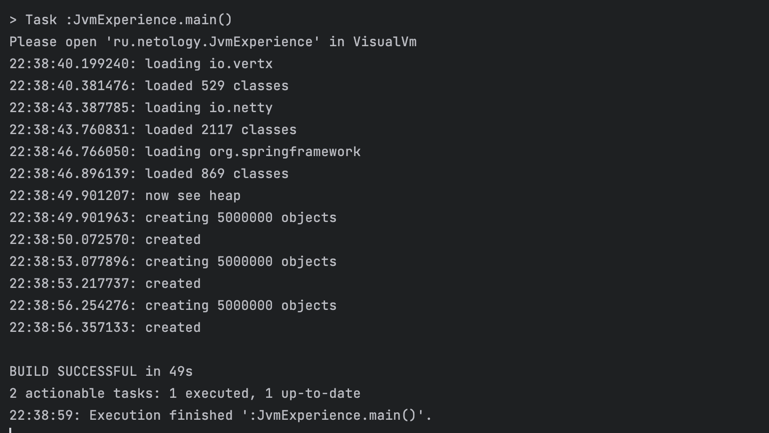 > Task :JvmExperience.main()
Please open 'ru.netology.JvmExperience' in VisualVm
22:38:40.199240: loading io.vertx
22:38:40.381476: loaded 529 classes
22:38:43.387785: loading io.netty
22:38:43.760831: loaded 2117 classes
22:38:46.766050: loading org.springframework
22:38:46.896139: loaded 869 classes
22:38:49.901207: now see heap
22:38:49.901963: creating 5000000 objects
22:38:50.072570: created
22:38:53.077896: creating 5000000 objects
22:38:53.217737: created
22:38:56.254276: creating 5000000 objects
22:38:56.357133: created
BUILD SUCCESSFUL in 49s
2 actionable tasks: 1 executed, 1 up-to-date
22:38:59: Execution finished ':JvmExperience.main()'.